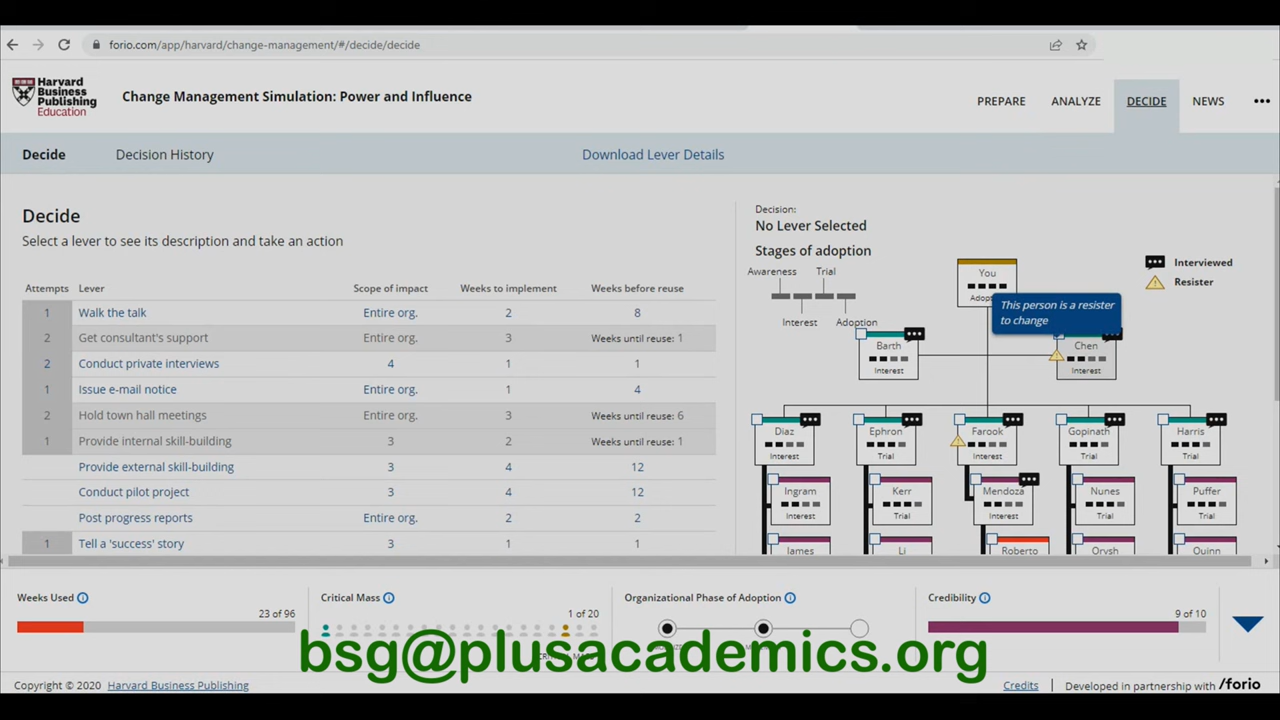 forio.com/app/harvard/change-management/#/decide/decide
Harvard
Business
Publishing
Education
Change Management Simulation: Power and Influence
PREPARE
ANALYZE
DECIDE
NEWS
Decide
Decision History
Download Lever Details
Decide
Select a lever to see its description and take an action
Attempts Lever Scope of impact Weeks to implement Weeks before reuse
1 Walk the talk Entire org. 2 8
2 Get consultant's support Entire org. 3 Weeks until reuse: 1
2 Conduct private interviews 4 1 1
1 Issue e-mail notice Entire org. 1 4
2 Hold town hall meetings Entire org. 3 Weeks until reuse: 6
1 Provide internal skill-building 3 2 Weeks until reuse: 1
Provide external skill-building 3 4 12
Conduct pilot project 3 4 12
Post progress reports Entire org. 2 2
1 Tell a 'success' story 3 1 1
Decision:
No Lever Selected
Stages of adoption
Awareness Trial
Interest Adoption
Interviewed
Resister
You
This person is a resister
to change
Barth
Interest
Chen
Interest
Diaz
Interest
Ephron
Trial
Farook
Interest
Gopinath
Trial
Harris
Trial
Ingram
Interest
Kerr
Trial
Mendoza
Interest
Nunes
Trial
Puffer
Trial
James
Li
Roberto
Orvsh
Quinn
Weeks Used
23 of 96
Critical Mass
1 of 20
Organizational Phase of Adoption
Credibility
9 of 10
bsg@plusacademics.org
Copyright © 2020 Harvard Business Publishing
Credits
Developed in partnership with /forio